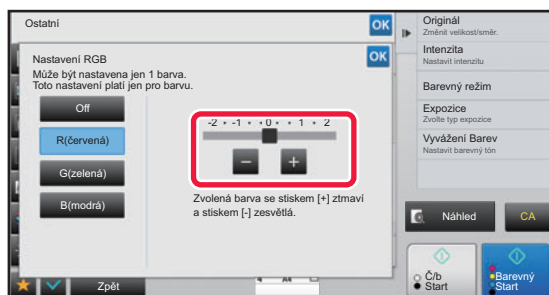 Ostatní
OK
Nastavení RGB
OK
Může být nastavena jen 1 barva.
Toto nastavení platí jen pro barvu.
Off
R(červená)
G(zelená)
B(modrá)
-2 • -1 • 0 • 1 • 2
− +
Zvolená barva se stiskem [+] ztmaví
a stiskem [-] zesvětlá.
Zpět
A4
Originál
Změnit velikost/směr.
Intenzita
Nastavit intenzitu
Barevný režim
Expozice
Zvolte typ expozice
Vyvážení Barev
Nastavit barevný tón
Náhled
CA
Č/b
Start
Barevný
Start